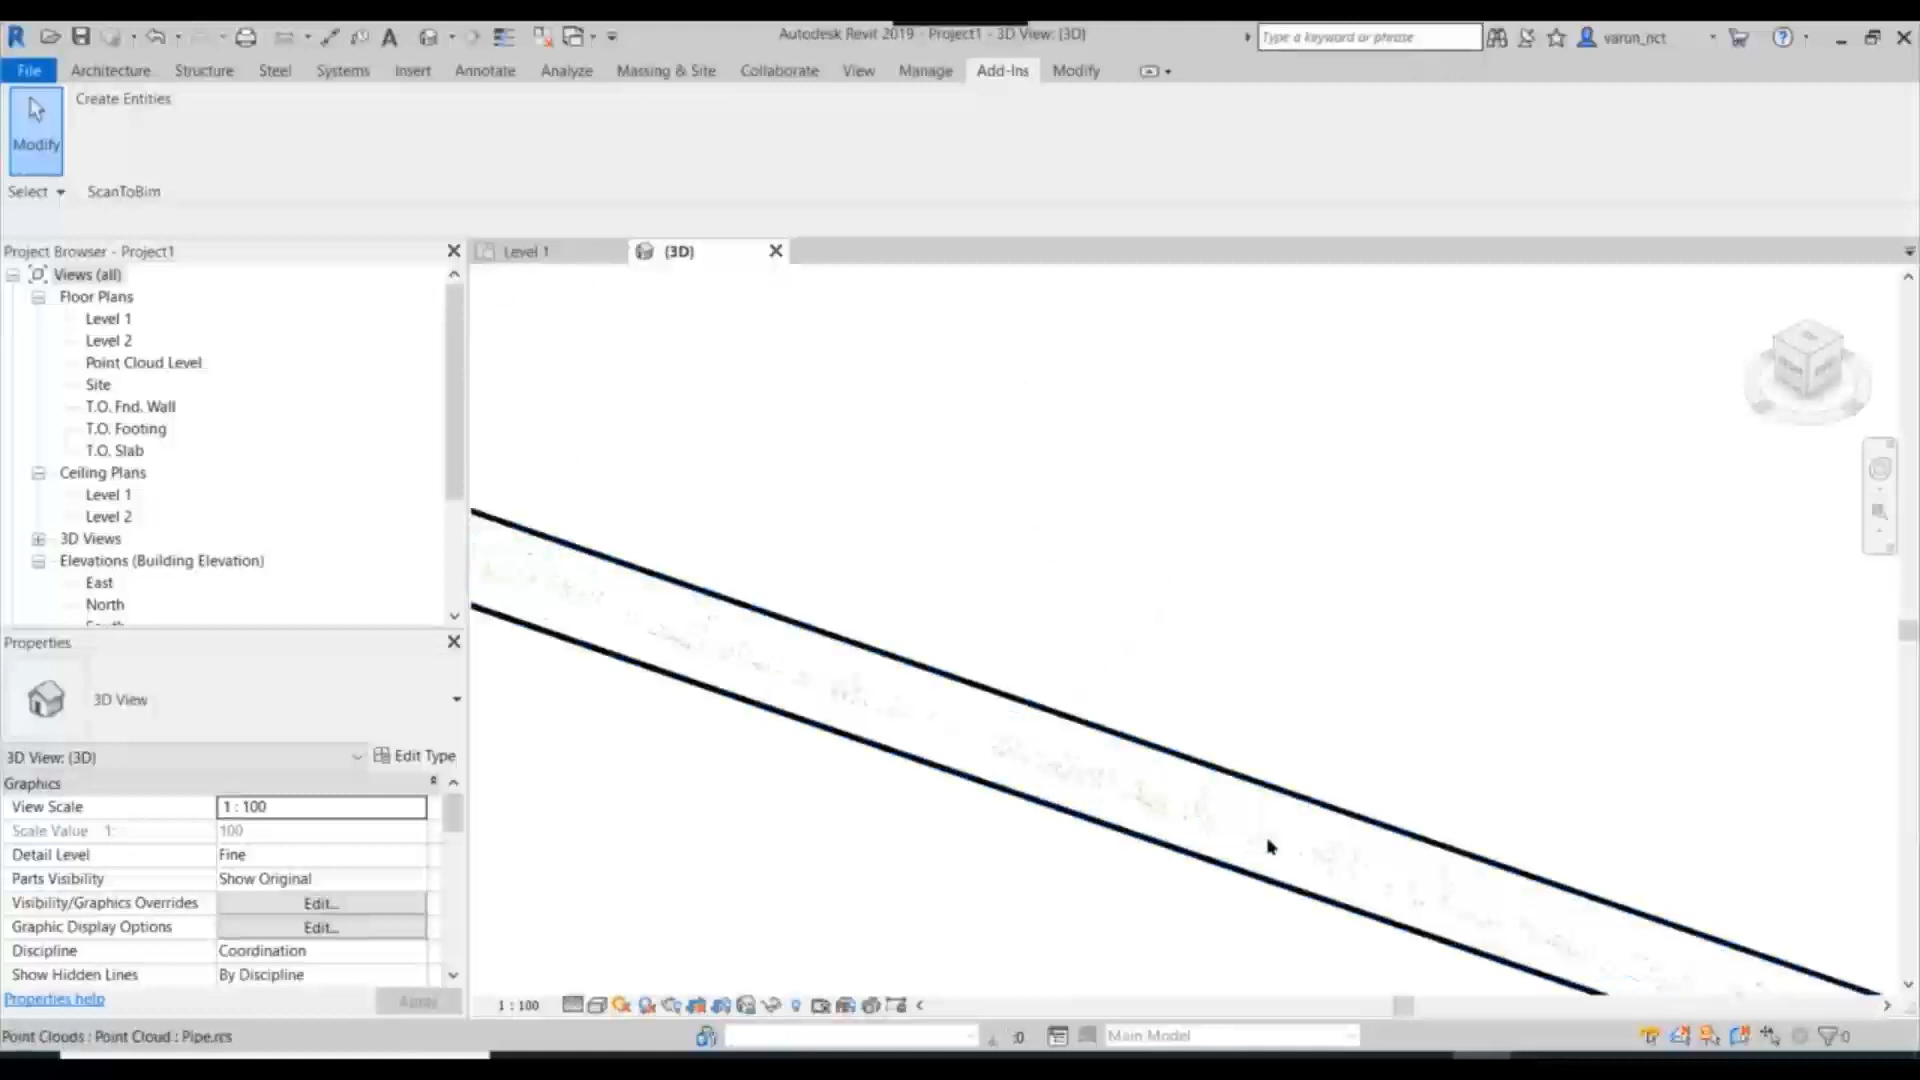 Autodesk Revit 2019 - Project1 - 3D View: {3D}
Type a keyword or phrase
varun_nct
File Architecture Structure Steel Systems Insert Annotate Analyze Massing & Site Collaborate View Manage Add-Ins Modify
Create Entities
Modify
Select
ScanToBim
Project Browser - Project1
Views (all)
Floor Plans
Level 1
Level 2
Point Cloud Level
Site
T.O. Fnd. Wall
T.O. Footing
T.O. Slab
Ceiling Plans
Level 1
Level 2
3D Views
Elevations (Building Elevation)
East
North
Level 1
{3D}
Properties
3D View
3D View: {3D}
Edit Type
Graphics
View Scale 1 : 100
Scale Value 1: 100
Detail Level Fine
Parts Visibility Show Original
Visibility/Graphics Overrides Edit...
Graphic Display Options Edit...
Discipline Coordination
Show Hidden Lines By Discipline
Properties help
Apply
1 : 100
Point Clouds : Point Cloud : Pipe.rcs
:0
Main Model
:0